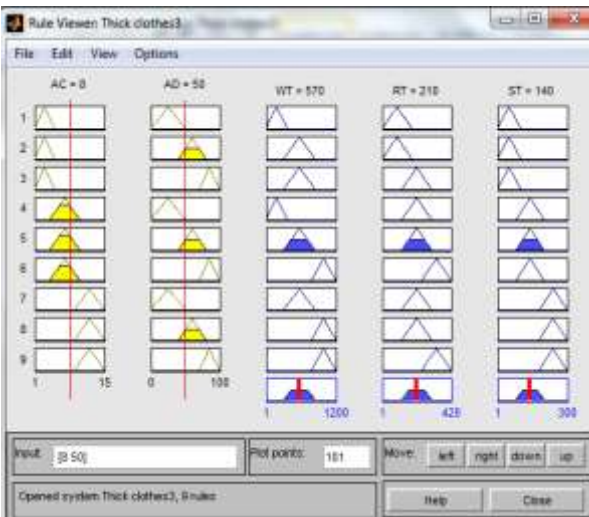 Rule Viewer: Thick clothes3
File Edit View Options
AC = 8 AD = 50 WT = 570 RT = 210 ST = 140
1
2
3
4
5
6
7
8
9
1 15 0 100 1 1200 1 428 1 300
Input: [8 50] Plot points: 101 Move: left right down up
Opened system Thick clothes3, 9 rules Help Close